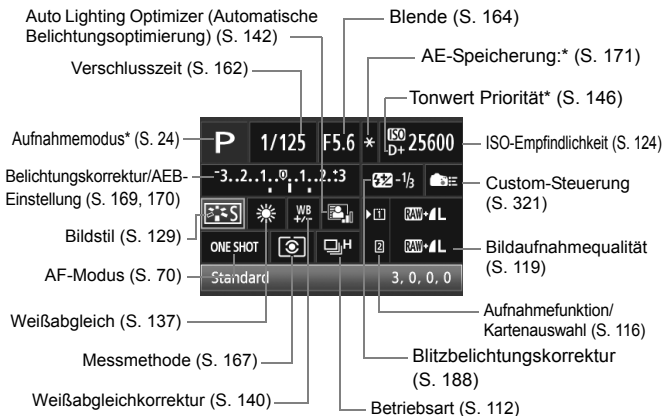 Auto Lighting Optimizer (Automatische
Belichtungsoptimierung) (S. 142)
Blende (S. 164)
Verschlusszeit (S. 162)
AE-Speicherung:* (S. 171)
Tonwert Priorität* (S. 146)
Aufnahmemodus* (S. 24)
ISO-Empfindlichkeit (S. 124)
Belichtungskorrektur/AEB-
Einstellung (S. 169, 170)
Custom-Steuerung
(S. 321)
Bildstil (S. 129)
Bildaufnahmequalität
(S. 119)
AF-Modus (S. 70)
Aufnahmefunktion/
Kartenauswahl (S. 116)
Weißabgleich (S. 137)
Messmethode (S. 167)
Blitzbelichtungskorrektur
(S. 188)
Weißabgleichkorrektur (S. 140)
Betriebsart (S. 112)
P 1/125 F5.6 * ISO D+ 25600
-3..2..1..0..1..2.:+3 -1/3
S WB +/- 1 RAW+L
ONE SHOT H 2 RAW+L
Standard 3, 0, 0, 0